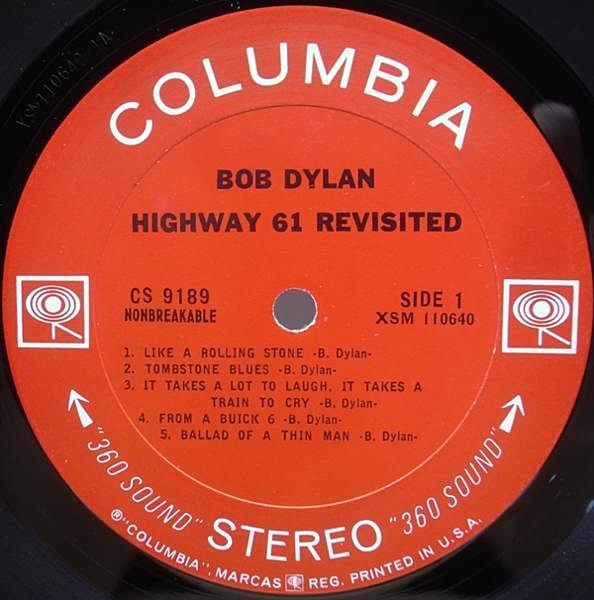 COLUMBIA
BOB DYLAN
HIGHWAY 61 REVISITED
CS 9189
NONBREAKABLE
SIDE 1
XSM 110640
1. LIKE A ROLLING STONE -B. Dylan-
2. TOMBSTONE BLUES -B. Dylan-
3. IT TAKES A LOT TO LAUGH, IT TAKES A
TRAIN TO CRY -B. Dylan-
4. FROM A BUICK 6 -B. Dylan-
5. BALLAD OF A THIN MAN -B. Dylan-
"360 SOUND" STEREO "360 SOUND"
®"COLUMBIA", MARCAS REG. PRINTED IN U.S.A.